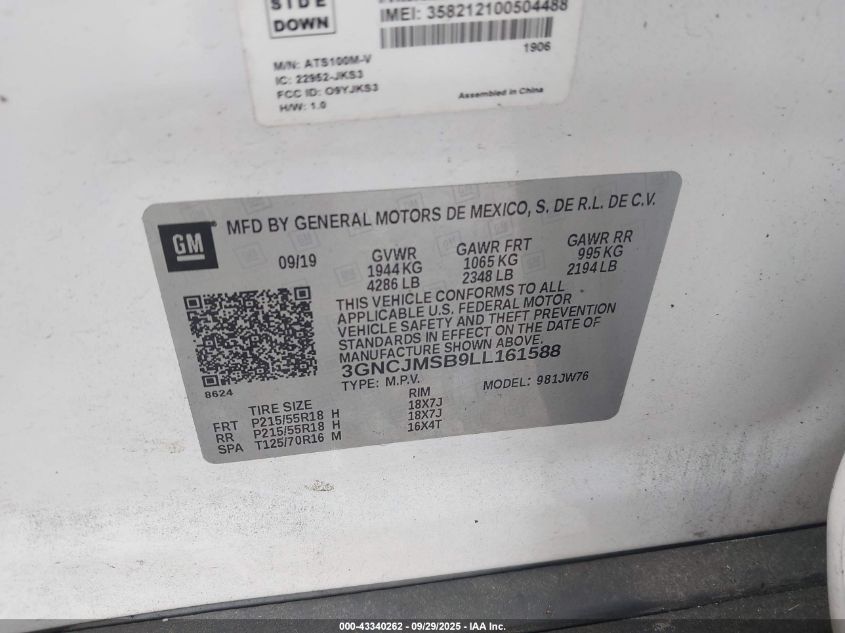 SIDE
DOWN
IMEI: 358212100504488
1906
M/N: ATS100M-V
IC: 22952-JKS3
FCC ID: O9YJKS3
H/W: 1.0
Assembled in China
GM
MFD BY GENERAL MOTORS DE MEXICO, S. DE R.L. DE C.V.
09/19 GVWR GAWR FRT GAWR RR
1944 KG 1065 KG 995 KG
4286 LB 2348 LB 2194 LB
THIS VEHICLE CONFORMS TO ALL
APPLICABLE U.S. FEDERAL MOTOR
VEHICLE SAFETY AND THEFT PREVENTION
STANDARDS IN EFFECT ON THE DATE OF
MANUFACTURE SHOWN ABOVE.
3GNCJMSB9LL161588
TYPE: M.P.V. MODEL: 981JW76
8624
TIRE SIZE RIM
FRT P215/55R18 H 18X7J
RR P215/55R18 H 18X7J
SPA T125/70R16 M 16X4T
000-43340262 - 09/29/2025 - IAA Inc.